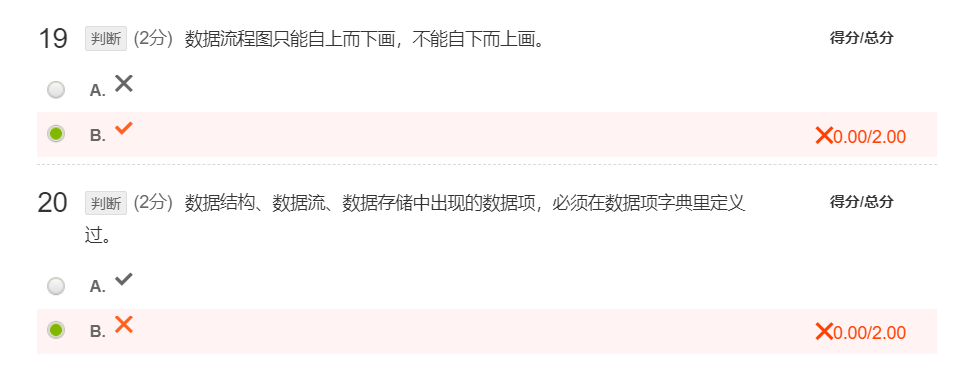 19 判断 (2分) 数据流程图只能自上而下画，不能自下而上画。 得分/总分
A.
B. 0.00/2.00
20 判断 (2分) 数据结构、数据流、数据存储中出现的数据项，必须在数据项字典里定义 得分/总分
过。
A.
B. 0.00/2.00